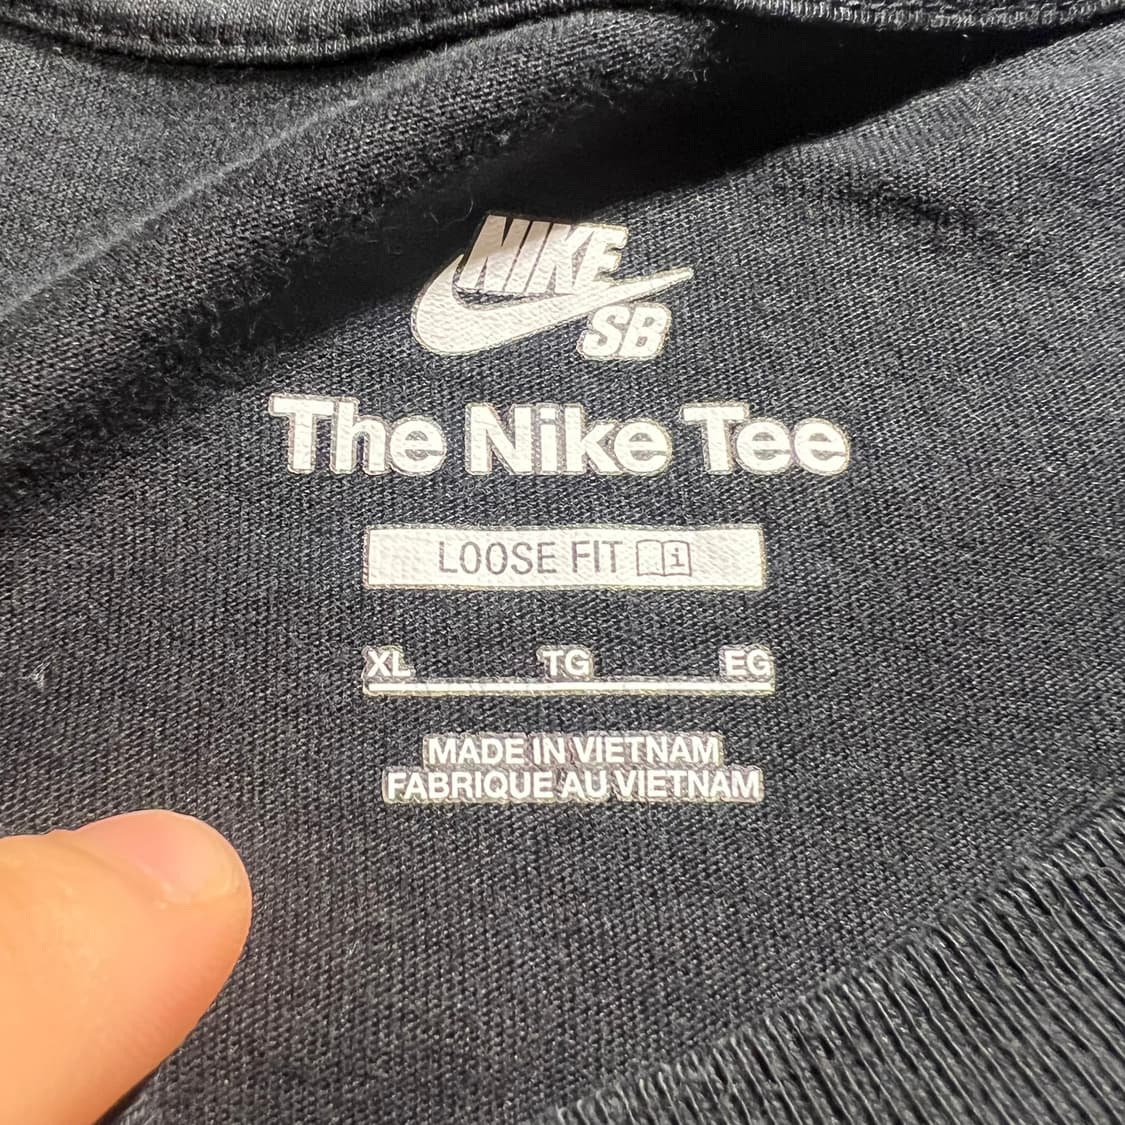 NIKE
SB
The Nike Tee
LOOSE FIT i
XL TG EG
MADE IN VIETNAM
FABRIQUE AU VIETNAM